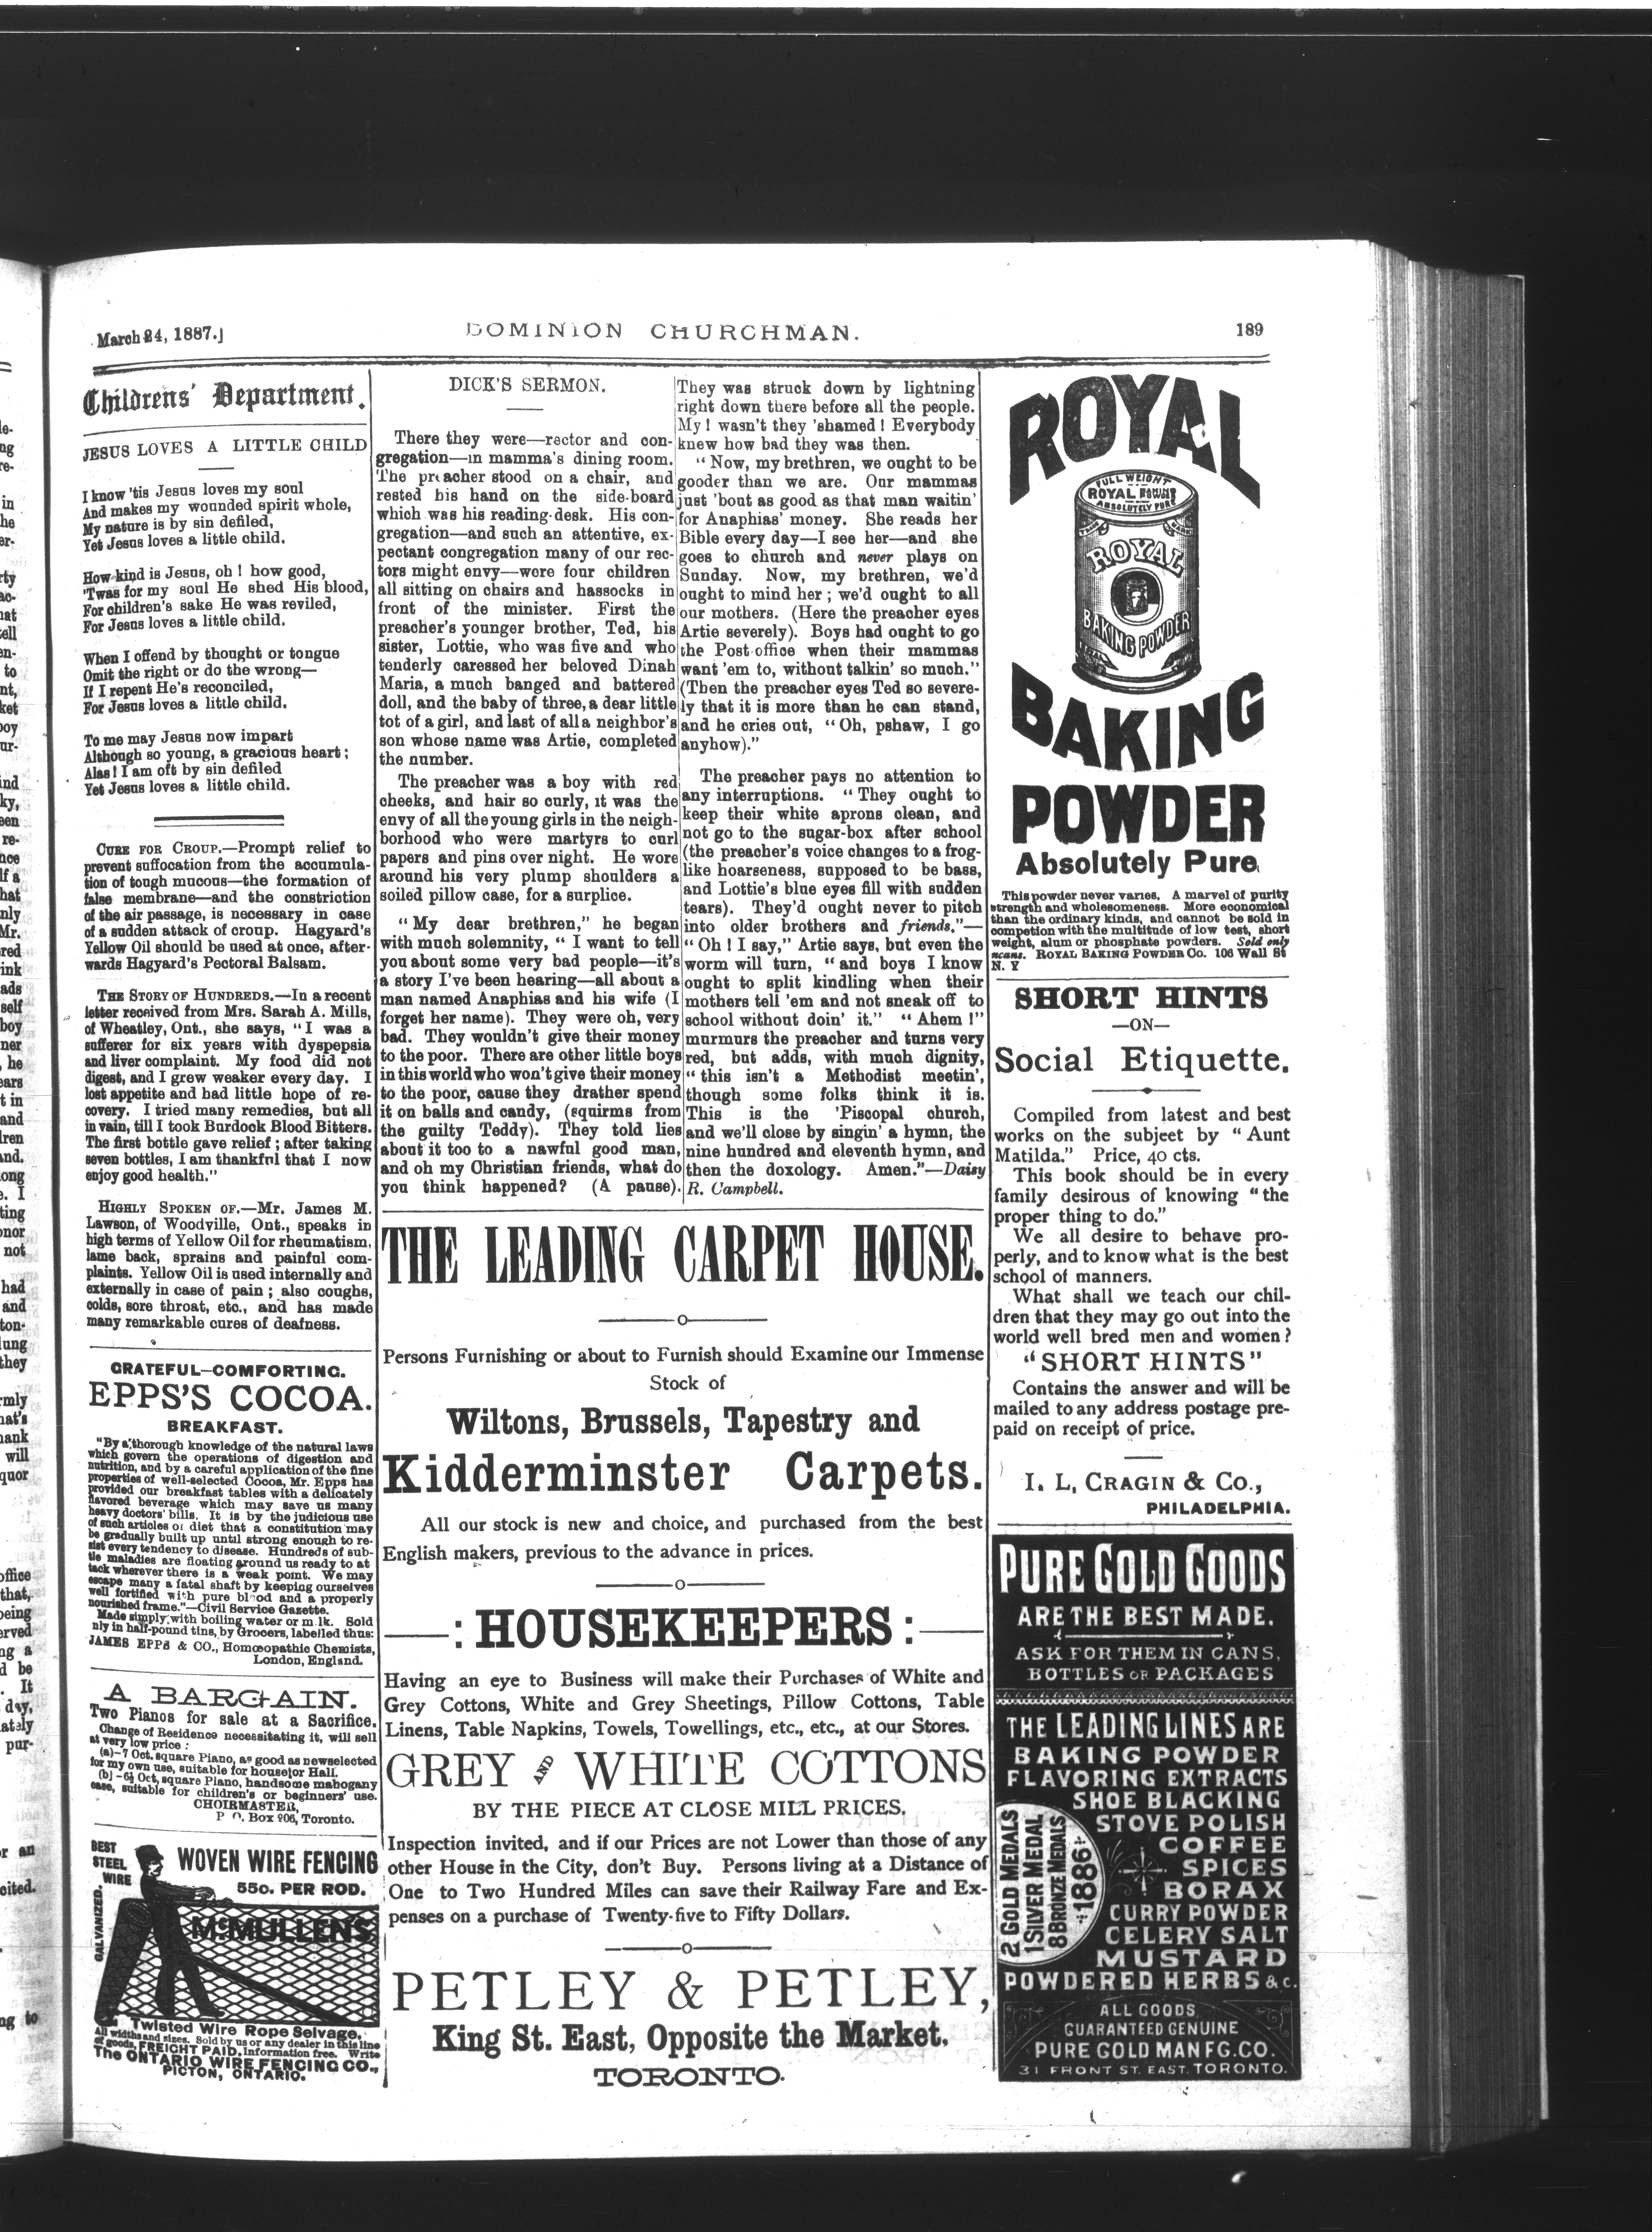 March 24, 1887.]
DOMINION CHURCHMAN.
189
Childrens' Department.
JESUS LOVES A LITTLE CHILD
I know 'tis Jesus loves my soul
And makes my wounded spirit whole,
My nature is by sin defiled,
Yet Jesus loves a little child.
How kind is Jesus, oh! how good,
'Twas for my soul He shed His blood,
For children's sake He was reviled,
For Jesus loves a little child.
When I offend by thought or tongue
Omit the right or do the wrong—
If I repent He's reconciled,
For Jesus loves a little child.
To me may Jesus now impart
Although so young, a gracious heart;
Alas! I am oft by sin defiled
Yet Jesus loves a little child.
CURE FOR CROUP.—Prompt relief to
prevent suffocation from the accumula-
tion of tough mucous—the formation of
false membrane—and the constriction
of the air passage, is necessary in case
of a sudden attack of croup. Hagyard's
Yellow Oil should be used at once, after-
wards Hagyard's Pectoral Balsam.
THE STORY OF HUNDREDS.—In a recent
letter received from Mrs. Sarah A. Mills,
of Wheatley, Ont., she says, "I was a
sufferer for six years with dyspepsia
and liver complaint. My food did not
digest, and I grew weaker every day. I
lost appetite and had little hope of re-
covery. I tried many remedies, but all
in vain, till I took Burdock Blood Bitters.
The first bottle gave relief; after taking
seven bottles, I am thankful that I now
enjoy good health."
HIGHLY SPOKEN OF.—Mr. James M.
Lawson, of Woodville, Ont., speaks in
high terms of Yellow Oil for rheumatism,
lame back, sprains and painful com-
plaints. Yellow Oil is used internally and
externally in case of pain; also coughs,
colds, sore throat, etc., and has made
many remarkable cures of deafness.
GRATEFUL—COMFORTING.
EPPS'S COCOA.
BREAKFAST.
"By a thorough knowledge of the natural laws
which govern the operations of digestion and
nutrition, and by a careful application of the fine
properties of well-selected Cocoa, Mr. Epps has
provided our breakfast tables with a delicately
flavored beverage which may save us many
heavy doctors' bills. It is by the judicious use
of such articles of diet that a constitution may
be gradually built up until strong enough to re-
sist every tendency to disease. Hundreds of sub-
tle maladies are floating around us ready to at
tack wherever there is a weak point. We may
escape many a fatal shaft by keeping ourselves
well fortified with pure blood and a properly
nourished frame."—Civil Service Gazette.
Made simply with boiling water or milk. Sold
nly in half-pound tins, by Grocers, labelled thus:
JAMES EPPS & CO., Homœopathic Chemists,
London, England.
A BARGAIN.
Two Pianos for sale at a Sacrifice.
Change of Residence necessitating it, will sell
at very low price:
(a)—7 Oct. square Piano, as good as newselected
for my own use, suitable for house or Hall.
(b)—6½ Oct, square Piano, handsome mahogany
case, suitable for children's or beginners' use.
CHOIRMASTER,
P O. Box 906, Toronto.
BEST
STEEL
WIRE
GALVANIZED.
WOVEN WIRE FENCING
55c. PER ROD.
McMULLENS
Twisted Wire Rope Selvage.
All widths and sizes. Sold by us or any dealer in this line
of goods, FREIGHT PAID. Information free. Write
The ONTARIO WIRE FENCING CO.,
PICTON, ONTARIO.
DICK'S SERMON.
There they were—rector and con-
gregation—in mamma's dining room.
The preacher stood on a chair, and
rested his hand on the side-board
which was his reading-desk. His con-
gregation—and such an attentive, ex-
pectant congregation many of our rec-
tors might envy—were four children
all sitting on chairs and hassocks in
front of the minister. First the
preacher's younger brother, Ted, his
sister, Lottie, who was five and who
tenderly caressed her beloved Dinah
Maria, a much banged and battered
doll, and the baby of three, a dear little
tot of a girl, and last of all a neighbor's
son whose name was Artie, completed
the number.
The preacher was a boy with red
cheeks, and hair so curly, it was the
envy of all the young girls in the neigh-
borhood who were martyrs to curl
papers and pins over night. He wore
around his very plump shoulders a
soiled pillow case, for a surplice.
"My dear brethren," he began
with much solemnity, "I want to tell
you about some very bad people—it's
a story I've been hearing—all about a
man named Anaphias and his wife (I
forget her name). They were oh, very
bad. They wouldn't give their money
to the poor. There are other little boys
in this world who won't give their money
to the poor, cause they drather spend
it on balls and candy, (squirms from
the guilty Teddy). They told lies
about it too to a nawful good man,
and oh my Christian friends, what do
you think happened? (A pause).
They was struck down by lightning
right down there before all the people.
My! wasn't they 'shamed! Everybody
knew how bad they was then.
"Now, my brethren, we ought to be
gooder than we are. Our mammas
just 'bout as good as that man waitin'
for Anaphias' money. She reads her
Bible every day—I see her—and she
goes to church and never plays on
Sunday. Now, my brethren, we'd
ought to mind her; we'd ought to all
our mothers. (Here the preacher eyes
Artie severely). Boys had ought to go
the Post-office when their mammas
want 'em to, without talkin' so much."
(Then the preacher eyes Ted so severe-
ly that it is more than he can stand,
and he cries out, "Oh, pshaw, I go
anyhow)."
The preacher pays no attention to
any interruptions. "They ought to
keep their white aprons clean, and
not go to the sugar-box after school
(the preacher's voice changes to a frog-
like hoarseness, supposed to be bass,
and Lottie's blue eyes fill with sudden
tears). They'd ought never to pitch
into older brothers and friends."—
"Oh! I say," Artie says, but even the
worm will turn, "and boys I know
ought to split kindling when their
mothers tell 'em and not sneak off to
school without doin' it." "Ahem!"
murmurs the preacher and turns very
red, but adds, with much dignity,
"this isn't a Methodist meetin',
though some folks think it is.
This is the 'Piscopal church,
and we'll close by singin' a hymn, the
nine hundred and eleventh hymn, and
then the doxology. Amen."—Daisy
R. Campbell.
THE LEADING CARPET HOUSE.
Persons Furnishing or about to Furnish should Examine our Immense
Stock of
Wiltons, Brussels, Tapestry and
Kidderminster Carpets.
All our stock is new and choice, and purchased from the best
English makers, previous to the advance in prices.
: HOUSEKEEPERS :
Having an eye to Business will make their Purchases of White and
Grey Cottons, White and Grey Sheetings, Pillow Cottons, Table
Linens, Table Napkins, Towels, Towellings, etc., etc., at our Stores.
GREY AND WHITE COTTONS
BY THE PIECE AT CLOSE MILL PRICES.
Inspection invited, and if our Prices are not Lower than those of any
other House in the City, don't Buy. Persons living at a Distance of
One to Two Hundred Miles can save their Railway Fare and Ex-
penses on a purchase of Twenty-five to Fifty Dollars.
PETLEY & PETLEY,
King St. East, Opposite the Market,
TORONTO.
ROYAL
FULL WEIGHT
ROYAL
ABSOLUTELY PURE
ROYAL
BAKING POWDER
BAKING
POWDER
Absolutely Pure.
This powder never varies. A marvel of purity
strength and wholesomeness. More economical
than the ordinary kinds, and cannot be sold in
competion with the multitude of low test, short
weight, alum or phosphate powders. Sold only
ncans. ROYAL BAKING POWDER CO. 106 Wall St
N. Y
SHORT HINTS
—ON—
Social Etiquette.
Compiled from latest and best
works on the subject by "Aunt
Matilda." Price, 40 cts.
This book should be in every
family desirous of knowing "the
proper thing to do."
We all desire to behave pro-
perly, and to know what is the best
school of manners.
What shall we teach our chil-
dren that they may go out into the
world well bred men and women?
"SHORT HINTS"
Contains the answer and will be
mailed to any address postage pre-
paid on receipt of price.
I. L. CRAGIN & CO.,
PHILADELPHIA.
PURE GOLD GOODS
ARE THE BEST MADE.
ASK FOR THEM IN CANS,
BOTTLES OR PACKAGES
THE LEADING LINES ARE
BAKING POWDER
FLAVORING EXTRACTS
SHOE BLACKING
STOVE POLISH
COFFEE
SPICES
BORAX
CURRY POWDER
CELERY SALT
MUSTARD
POWDERED HERBS &c.
2 GOLD MEDALS
1 SILVER MEDAL
8 BRONZE MEDALS
1886
ALL GOODS
GUARANTEED GENUINE
PURE GOLD MANFG. CO.
31 FRONT ST. EAST, TORONTO.